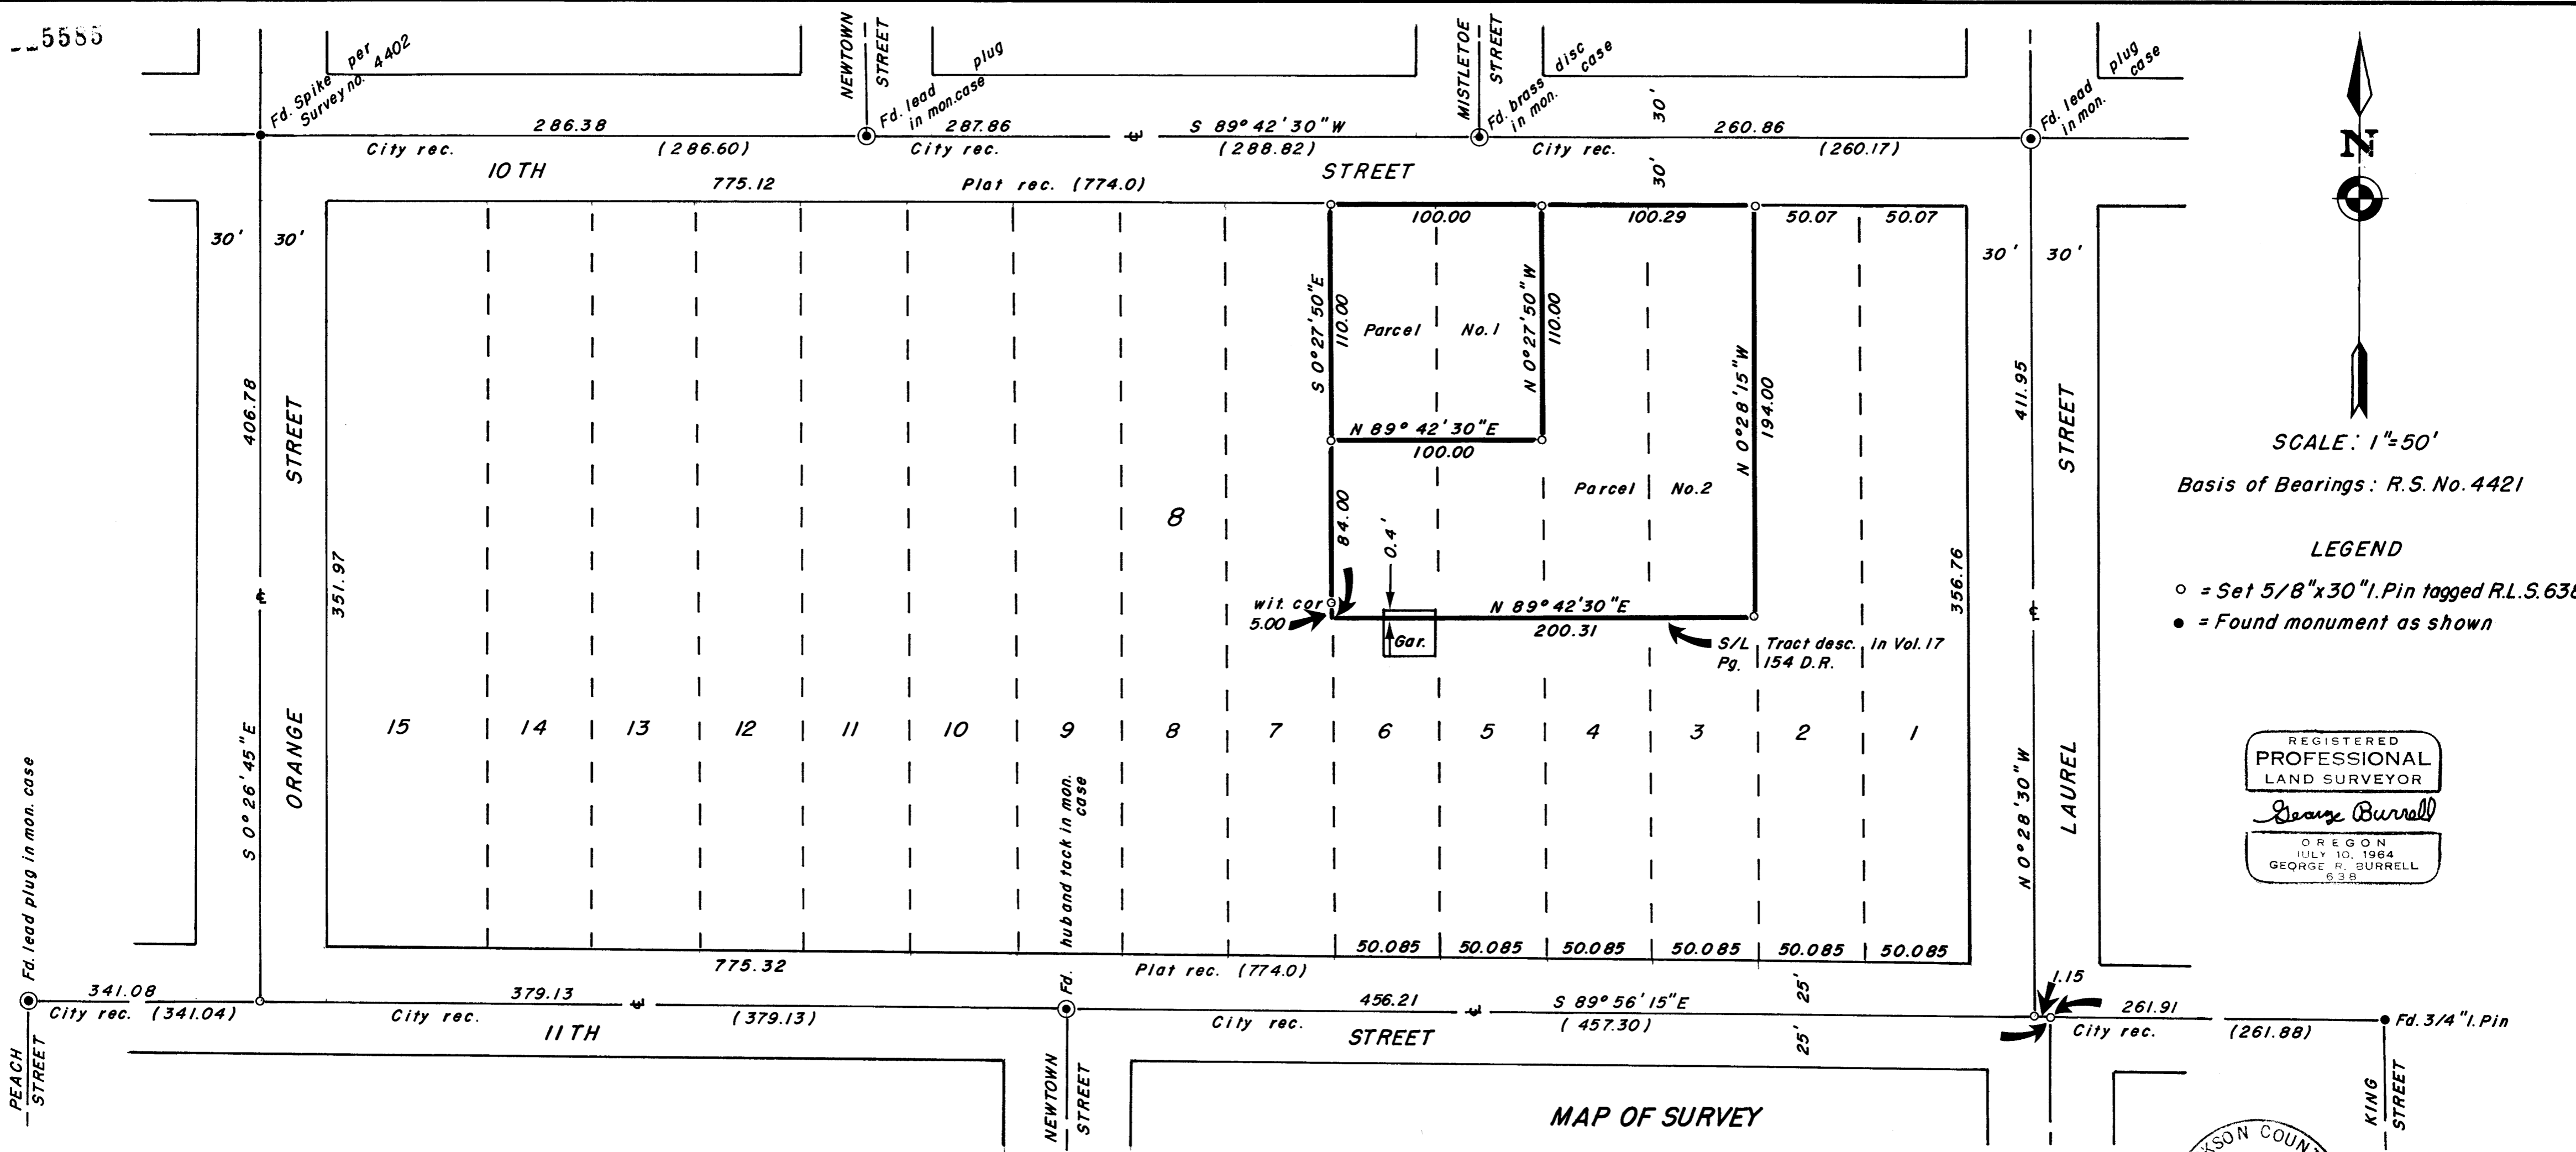 5585
Fd. Spike per
Survey no. 4402
NEWTOWN
STREET
Fd. lead plug
in mon. case
MISTLETOE
STREET
Fd. brass disc
in mon. case
Fd. lead plug
in mon. case
286.38
287.86
S 89° 42' 30" W
260.86
City rec.
(286.60)
City rec.
(288.82)
City rec.
(260.17)
30'
30'
10 TH
STREET
775.12
Plat rec. (774.0)
N
100.00
100.29
50.07
50.07
30'
30'
30'
30'
S 0° 27' 50" E
110.00
Parcel No. 1
N 0° 27' 50" W
110.00
N 89° 42' 30" E
100.00
N 0° 28' 15" W
194.00
406.78
411.95
STREET
STREET
SCALE: 1"=50'
Basis of Bearings: R.S. No. 4421
Parcel No. 2
84.00
0.4'
8
LEGEND
= Set 5/8"x30" I. Pin tagged R.L.S. 638
= Found monument as shown
351.97
356.76
wit. cor
5.00
N 89° 42' 30" E
200.31
Gar.
S/L Tract desc. in Vol. 17
Pg. 154 D.R.
15 14 13 12 11 10 9 8 7 6 5 4 3 2 1
S 0° 26' 45" E
ORANGE
N 0° 28' 30" W
LAUREL
REGISTERED
PROFESSIONAL
LAND SURVEYOR
George Burrell
OREGON
JULY 10, 1964
GEORGE R. BURRELL
638
Fd. lead plug in mon. case
Fd. hub and tack in mon.
case
50.085 50.085 50.085 50.085 50.085 50.085
775.32
Plat rec. (774.0)
341.08
379.13
456.21
S 89° 56' 15" E
25'
1.15
261.91
City rec. (341.04)
City rec.
(379.13)
City rec.
(457.30)
25'
City rec.
(261.88)
Fd. 3/4" I. Pin
11 TH
STREET
PEACH
STREET
NEWTOWN
STREET
KING
STREET
MAP OF SURVEY
KSON COUN